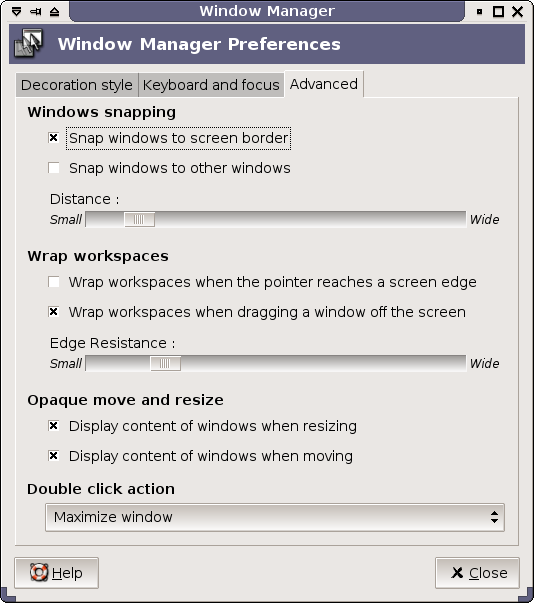 Window Manager
Window Manager Preferences
Decoration style Keyboard and focus Advanced
Windows snapping
Snap windows to screen border
Snap windows to other windows
Distance :
Small Wide
Wrap workspaces
Wrap workspaces when the pointer reaches a screen edge
Wrap workspaces when dragging a window off the screen
Edge Resistance :
Small Wide
Opaque move and resize
Display content of windows when resizing
Display content of windows when moving
Double click action
Maximize window
Help Close